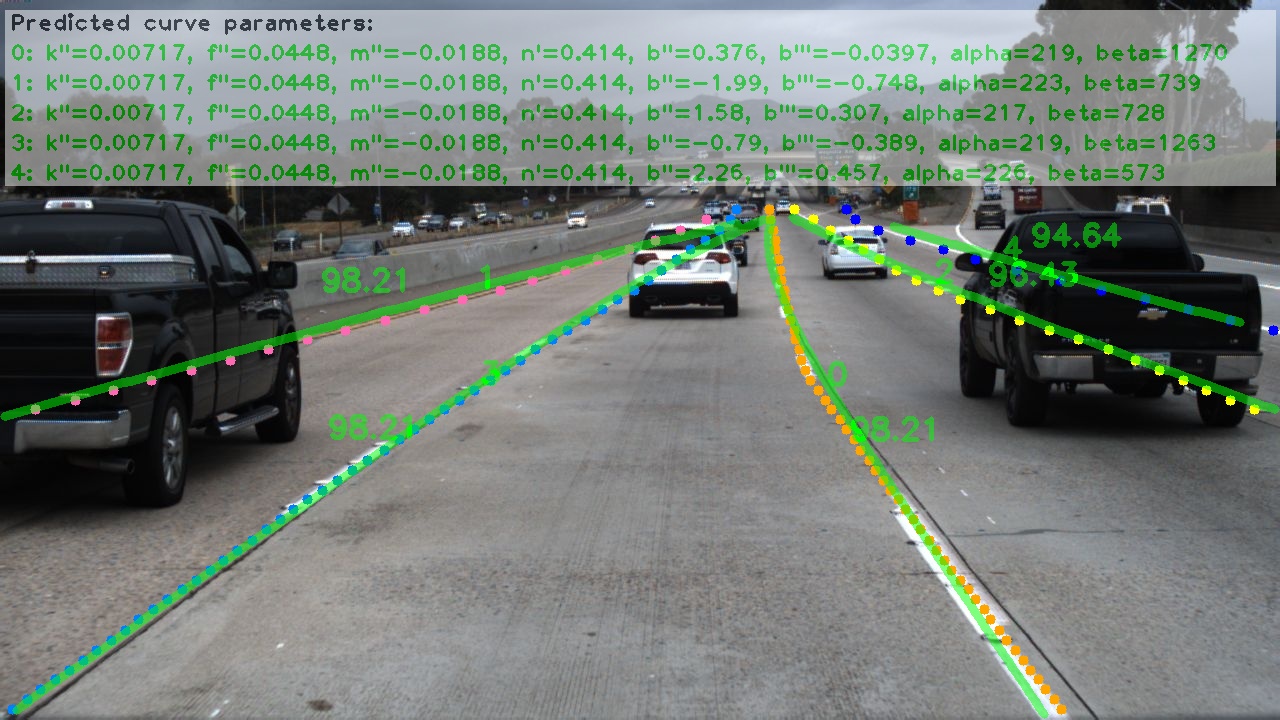 Predicted curve parameters:
0: k''=0.00717, f''=0.0448, m''=−0.0188, n'=0.414, b''=0.376, b'''=−0.0397, alpha=219, beta=1270
1: k''=0.00717, f''=0.0448, m''=−0.0188, n'=0.414, b''=−1.99, b'''=−0.748, alpha=223, beta=739
2: k''=0.00717, f''=0.0448, m''=−0.0188, n'=0.414, b''=1.58, b'''=0.307, alpha=217, beta=728
3: k''=0.00717, f''=0.0448, m''=−0.0188, n'=0.414, b''=−0.79, b'''=−0.389, alpha=219, beta=1263
4: k''=0.00717, f''=0.0448, m''=−0.0188, n'=0.414, b''=2.26, b'''=0.457, alpha=226, beta=573
4 94.64
98.21 1 2 96.43
3 0
98.21 98.21